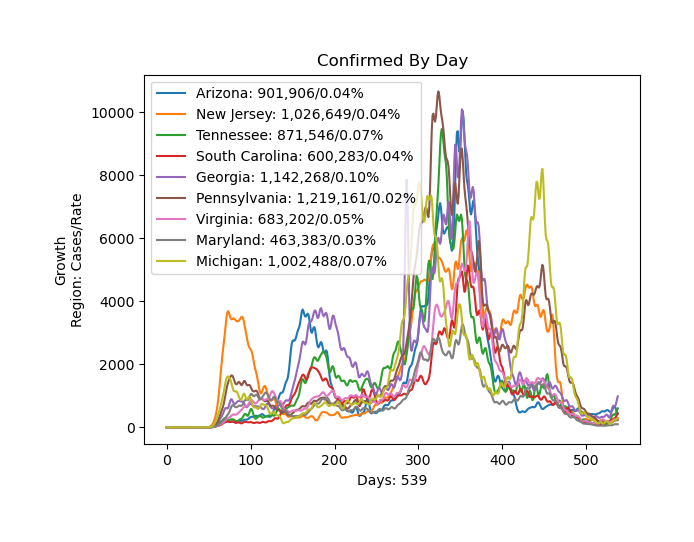 Confirmed By Day
Growth
Region: Cases/Rate
10000
8000
6000
4000
2000
0
Arizona: 901,906/0.04%
New Jersey: 1,026,649/0.04%
Tennessee: 871,546/0.07%
South Carolina: 600,283/0.04%
Georgia: 1,142,268/0.10%
Pennsylvania: 1,219,161/0.02%
Virginia: 683,202/0.05%
Maryland: 463,383/0.03%
Michigan: 1,002,488/0.07%
0 100 200 300 400 500
Days: 539